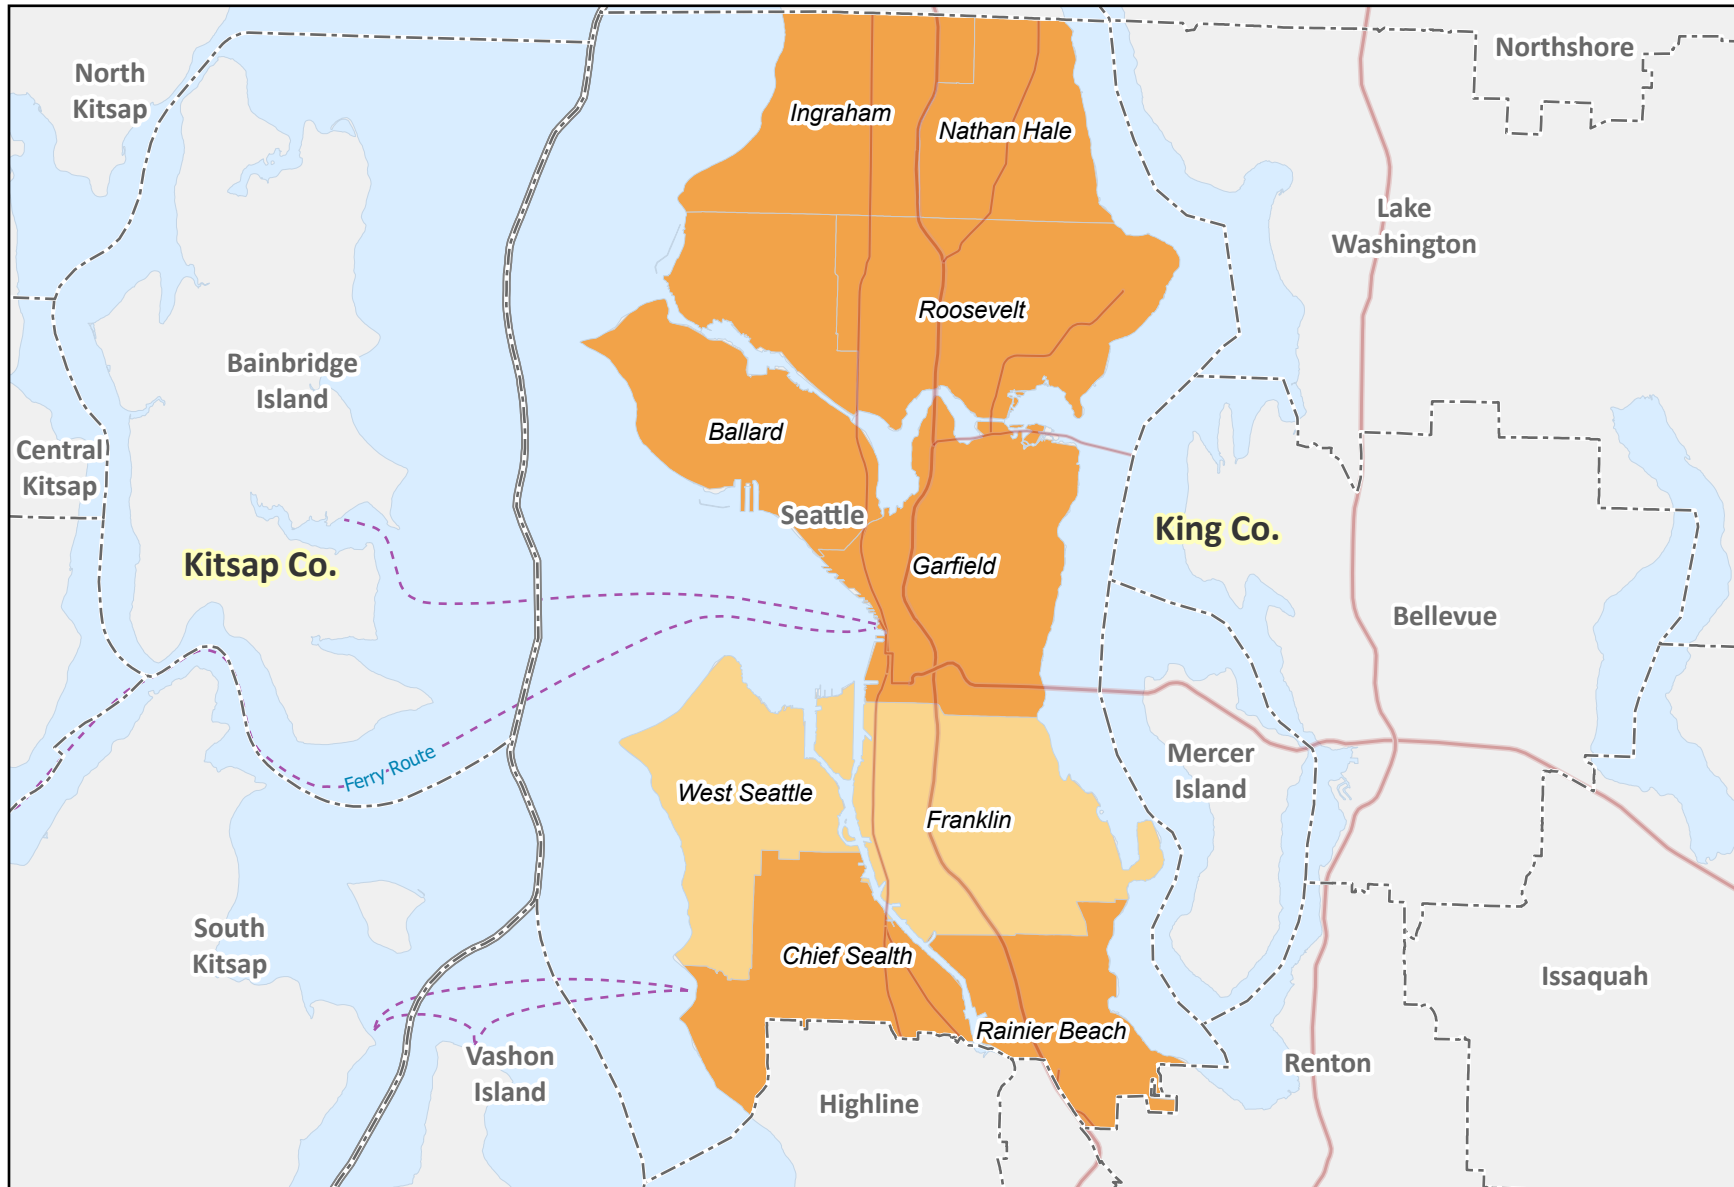 Northshore
North
Kitsap
Ingraham
Nathan Hale
Lake
Washington
Roosevelt
Bainbridge
Island
Ballard
Central
Kitsap
Seattle
King Co.
Kitsap Co.
Garfield
Bellevue
Ferry Route
Mercer
Island
West Seattle
Franklin
South
Kitsap
Chief Sealth
Issaquah
Rainier Beach
Vashon
Island
Renton
Highline